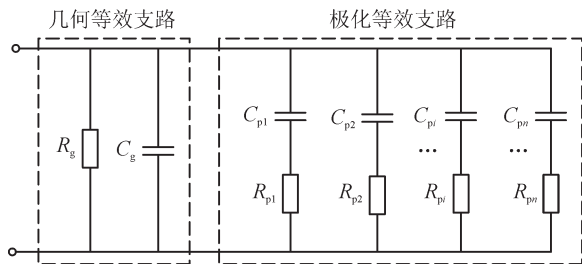 几何等效支路 极化等效支路
C_p1 C_p2 C_pi C_pn
R_g C_g ... ...
R_p1 R_p2 R_pi R_pn